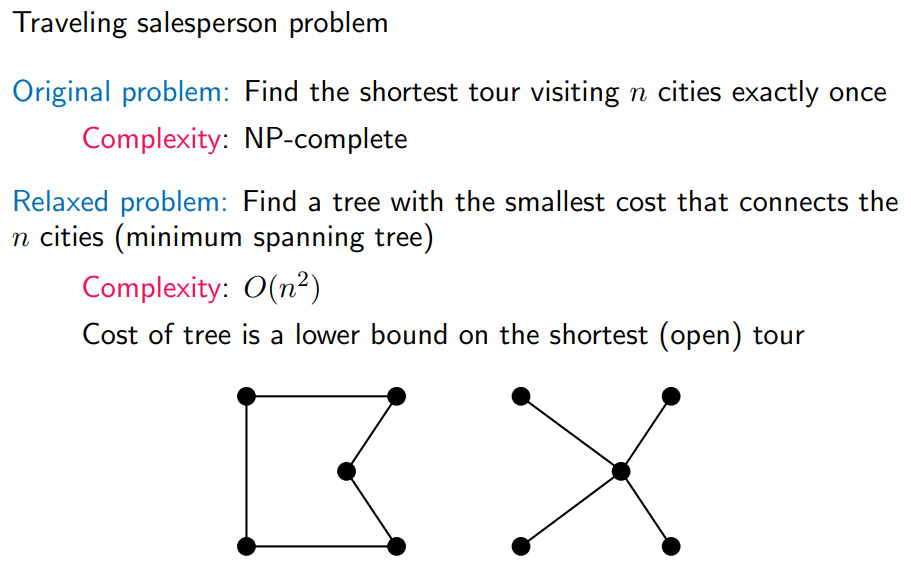 Traveling salesperson problem
Original problem: Find the shortest tour visiting n cities exactly once
Complexity: NP-complete
Relaxed problem: Find a tree with the smallest cost that connects the
n cities (minimum spanning tree)
Complexity: O(n²)
Cost of tree is a lower bound on the shortest (open) tour